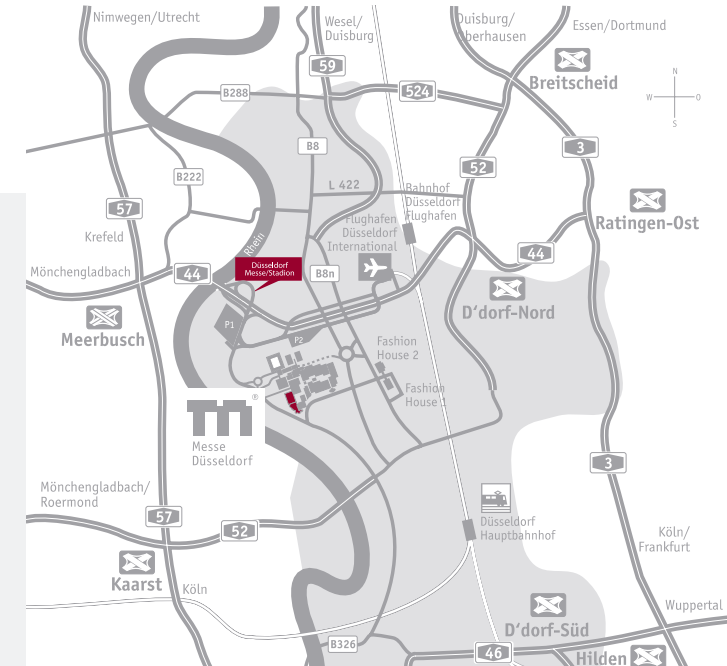 Nimwegen/Utrecht
Wesel/
Duisburg
Duisburg/
Oberhausen
Essen/Dortmund
59
Breitscheid
N
W
O
S
B288
524
B8
3
52
B222
L 422
Bahnhof
Düsseldorf
Flughafen
57
Ratingen-Ost
Krefeld
Rhein
Flughafen
Düsseldorf
International
44
Mönchengladbach
44
Düsseldorf
Messe/Stadion
B8n
D'dorf-Nord
Meerbusch
P1
P2
Fashion
House 2
Fashion
House 1
m
®
Messe
Düsseldorf
3
Mönchengladbach/
Roermond
57
52
Düsseldorf
Hauptbahnhof
Köln/
Frankfurt
Kaarst
Köln
Wuppertal
D'dorf-Süd
B326
46
Hilden